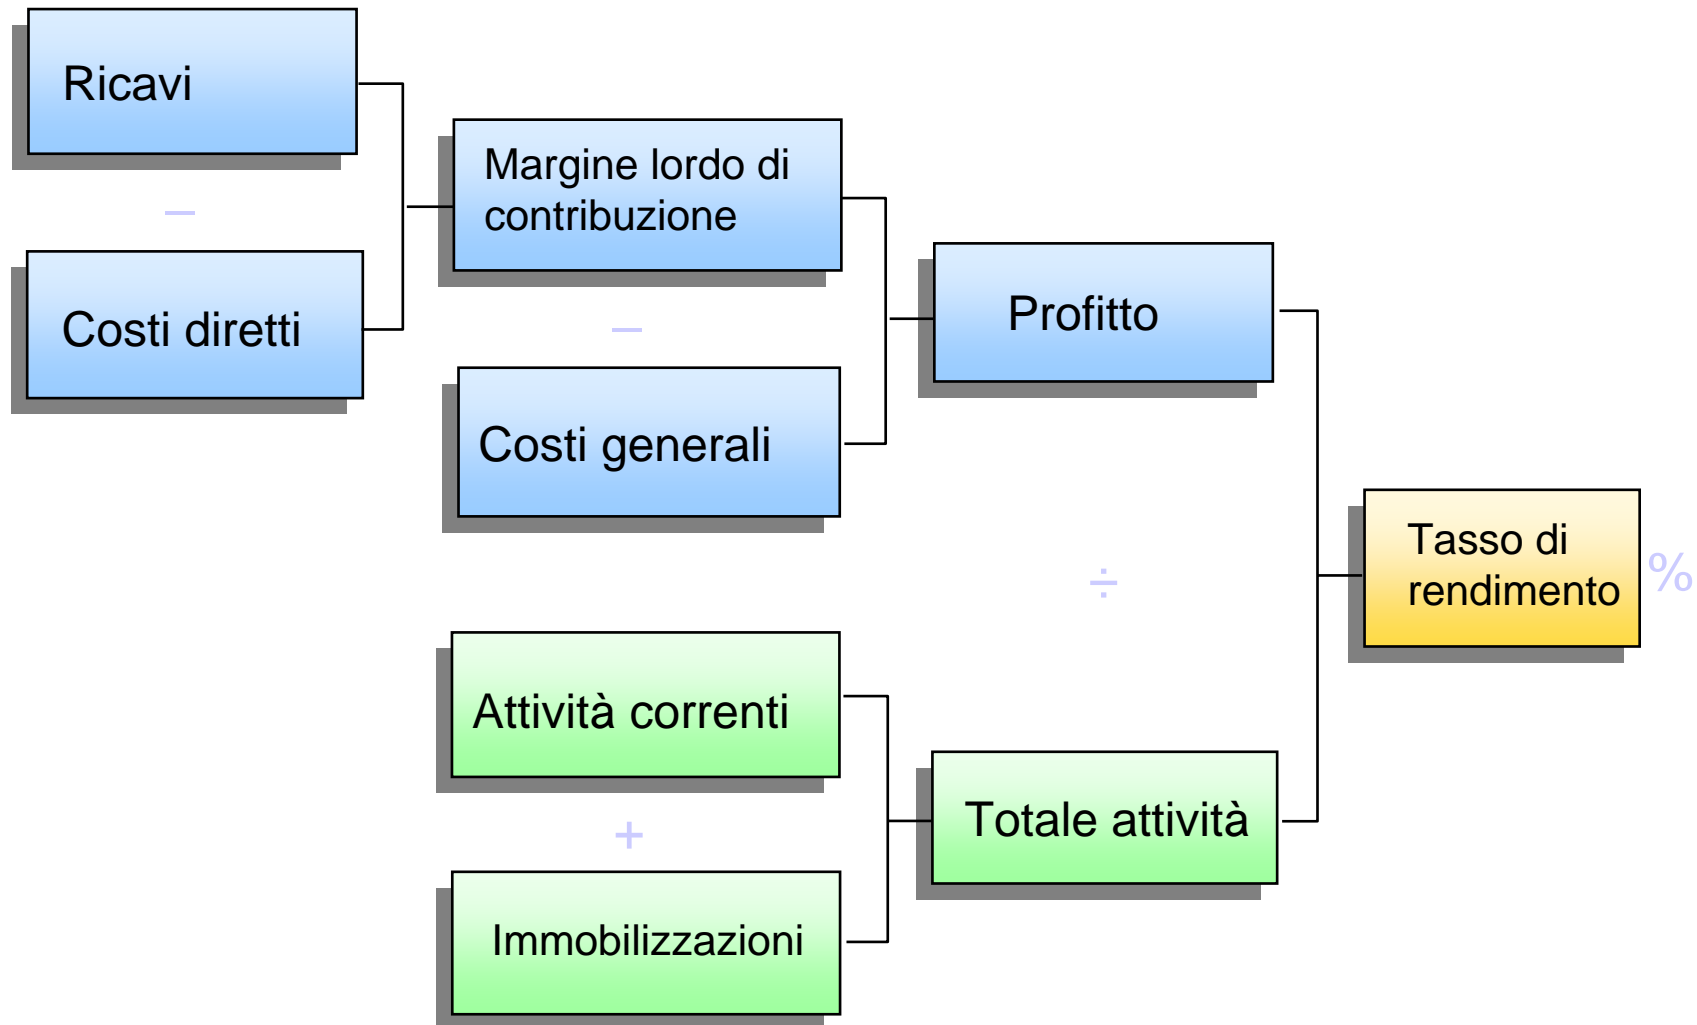 Ricavi
–
Costi diretti
Margine lordo di
contribuzione
–
Costi generali
Profitto
÷
Tasso di
rendimento
%
Attività correnti
+
Immobilizzazioni
Totale attività